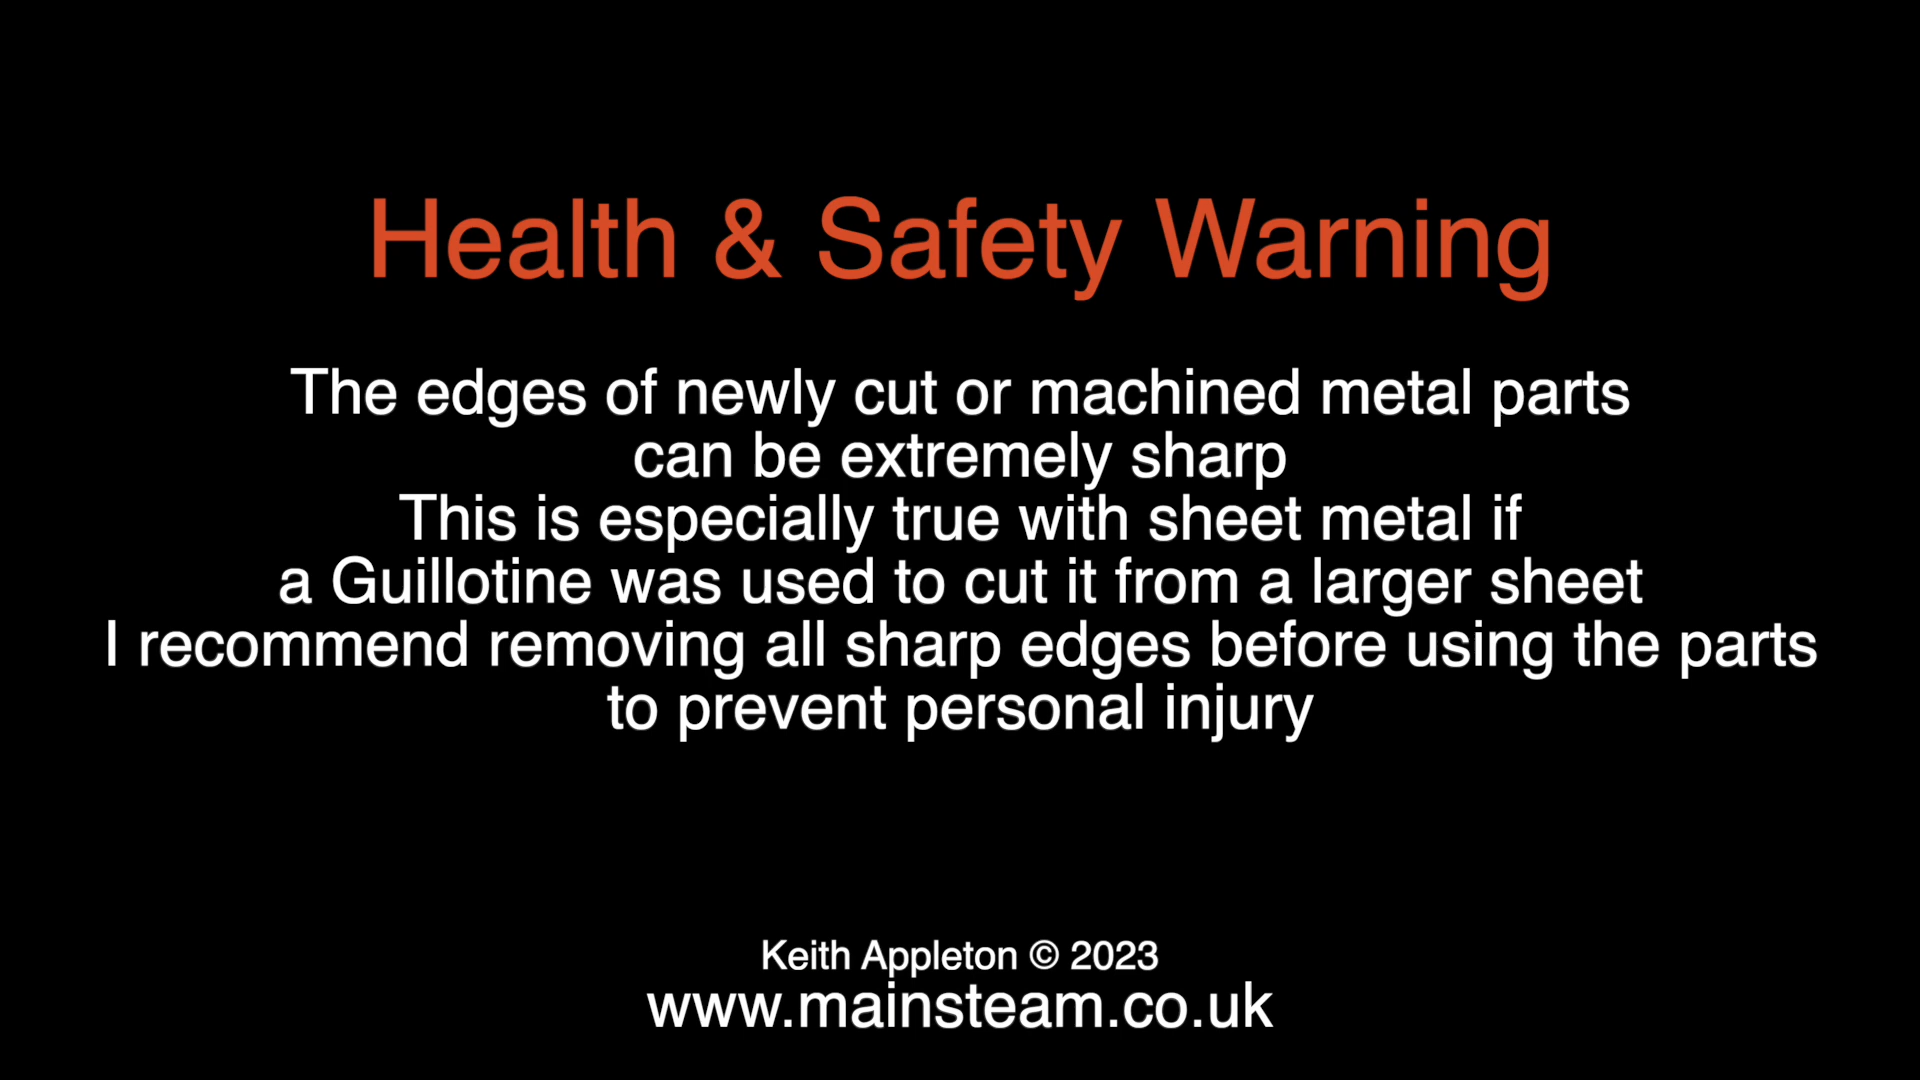 Health & Safety Warning
The edges of newly cut or machined metal parts
can be extremely sharp
This is especially true with sheet metal if
a Guillotine was used to cut it from a larger sheet
I recommend removing all sharp edges before using the parts
to prevent personal injury
Keith Appleton © 2023
www.mainsteam.co.uk